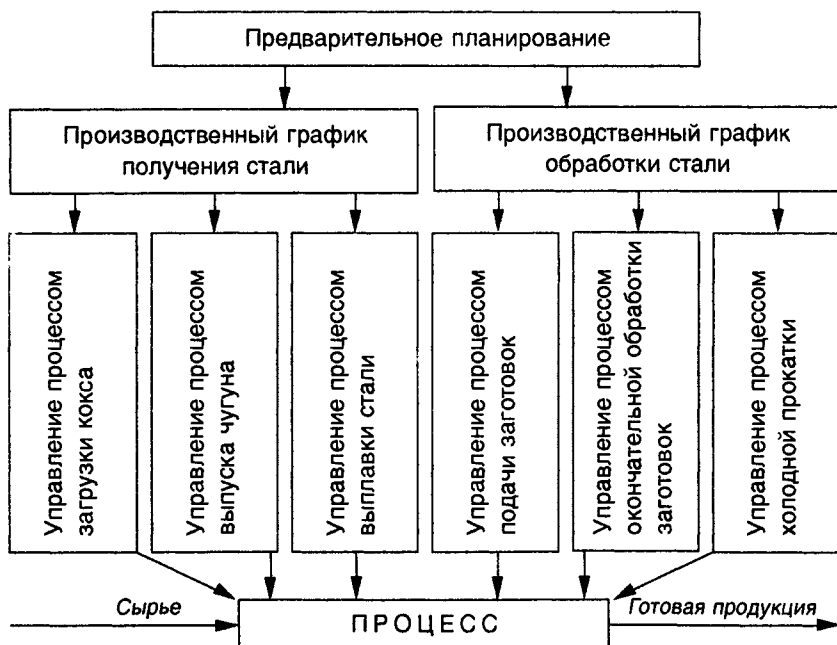 Предварительное планирование
Производственный график
получения стали
Производственный график
обработки стали
Управление процессом
загрузки кокса
Управление процессом
выпуска чугуна
Управление процессом
выплавки стали
Управление процессом
подачи заготовок
Управление процессом
окончательной обработки
заготовок
Управление процессом
холодной прокатки
Сырье
ПРОЦЕСС
Готовая продукция